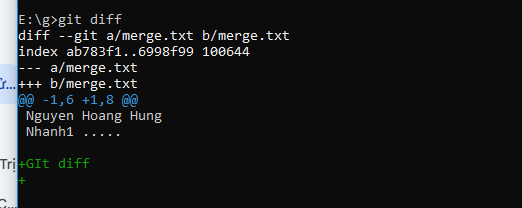 E:\g>git diff
diff --git a/merge.txt b/merge.txt
index ab783f1..6998f99 100644
--- a/merge.txt
+++ b/merge.txt
@@ -1,6 +1,8 @@
Nguyen Hoang Hung
Nhanh1 .....
+GIt diff
+
ử...
Trị
C...